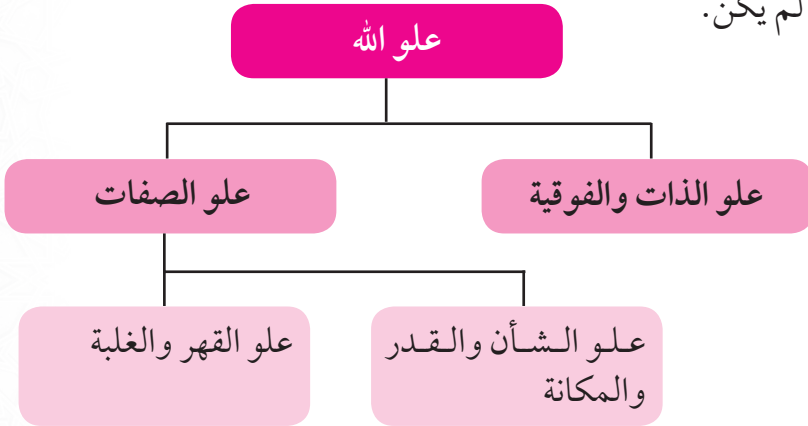 لم يكن.
علو الله
علو الذات والفوقية
علو الصفات
علـو الـشـأن والـقـدر
والمكانة
علو القهر والغلبة